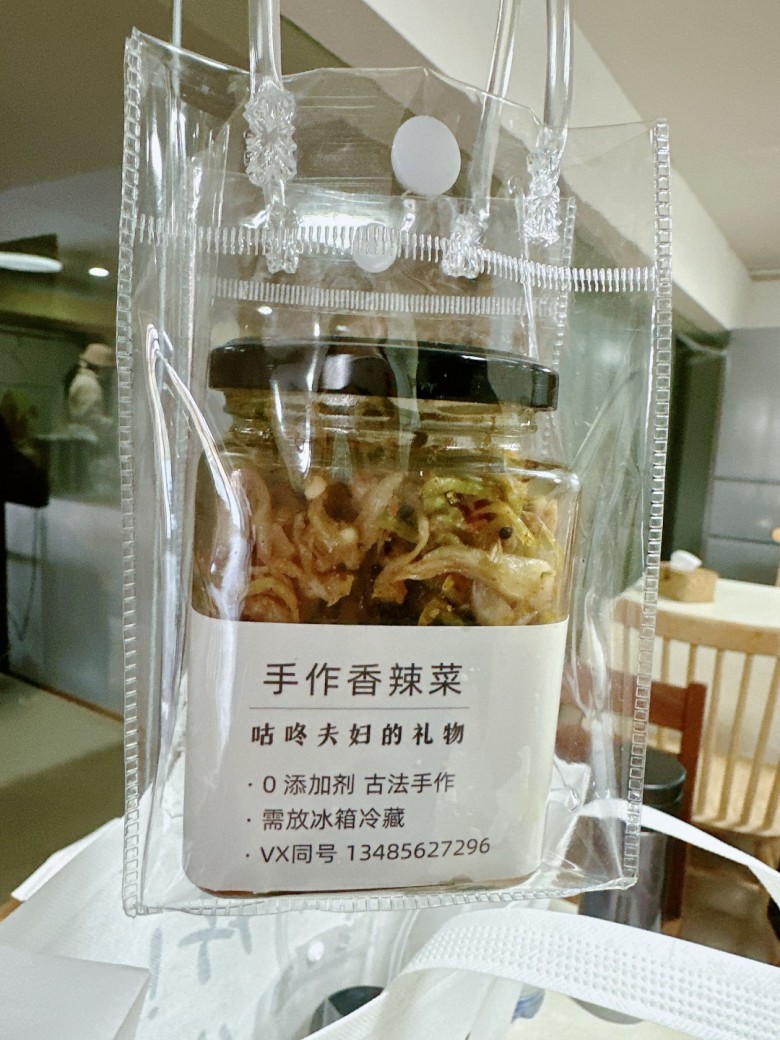 手作香辣菜
咕咚夫妇的礼物
· 0 添加剂 古法手作
· 需放冰箱冷藏
· VX同号 13485627296